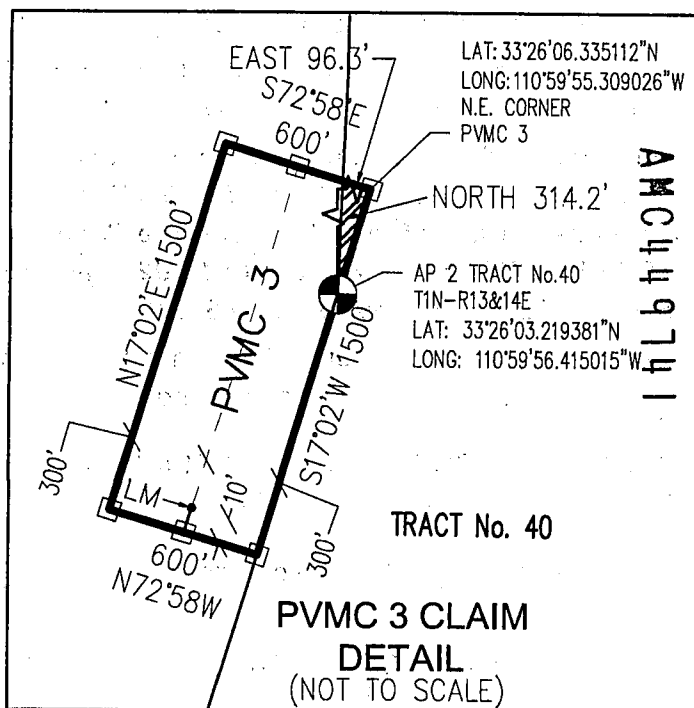 EAST 96.3'
S72°58'E
600'
LAT: 33°26'06.335112"N
LONG: 110°59'55.309026"W
N.E. CORNER
PVMC 3
NORTH 314.2'
AMC449741
AP 2 TRACT No.40
T1N-R13&14E
LAT: 33°26'03.219381"N
LONG: 110°59'56.415015"W
N17°02'E 1500'
PVMC 3
S17°02'W 1500'
300'
LM
10'
600'
N72°58W
300'
TRACT No. 40
PVMC 3 CLAIM
DETAIL
(NOT TO SCALE)